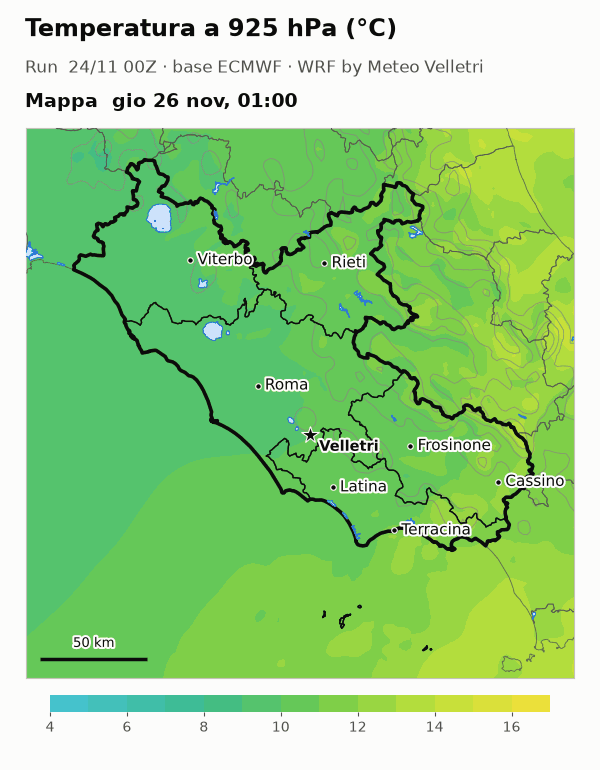 Temperatura a 925 hPa (°C)
Run  24/11 00Z · base ECMWF · WRF by Meteo Velletri
Mappa  gio 26 nov, 01:00
Viterbo
Rieti
Roma
Velletri
Frosinone
Latina
Cassino
Terracina
50 km
4 6 8 10 12 14 16